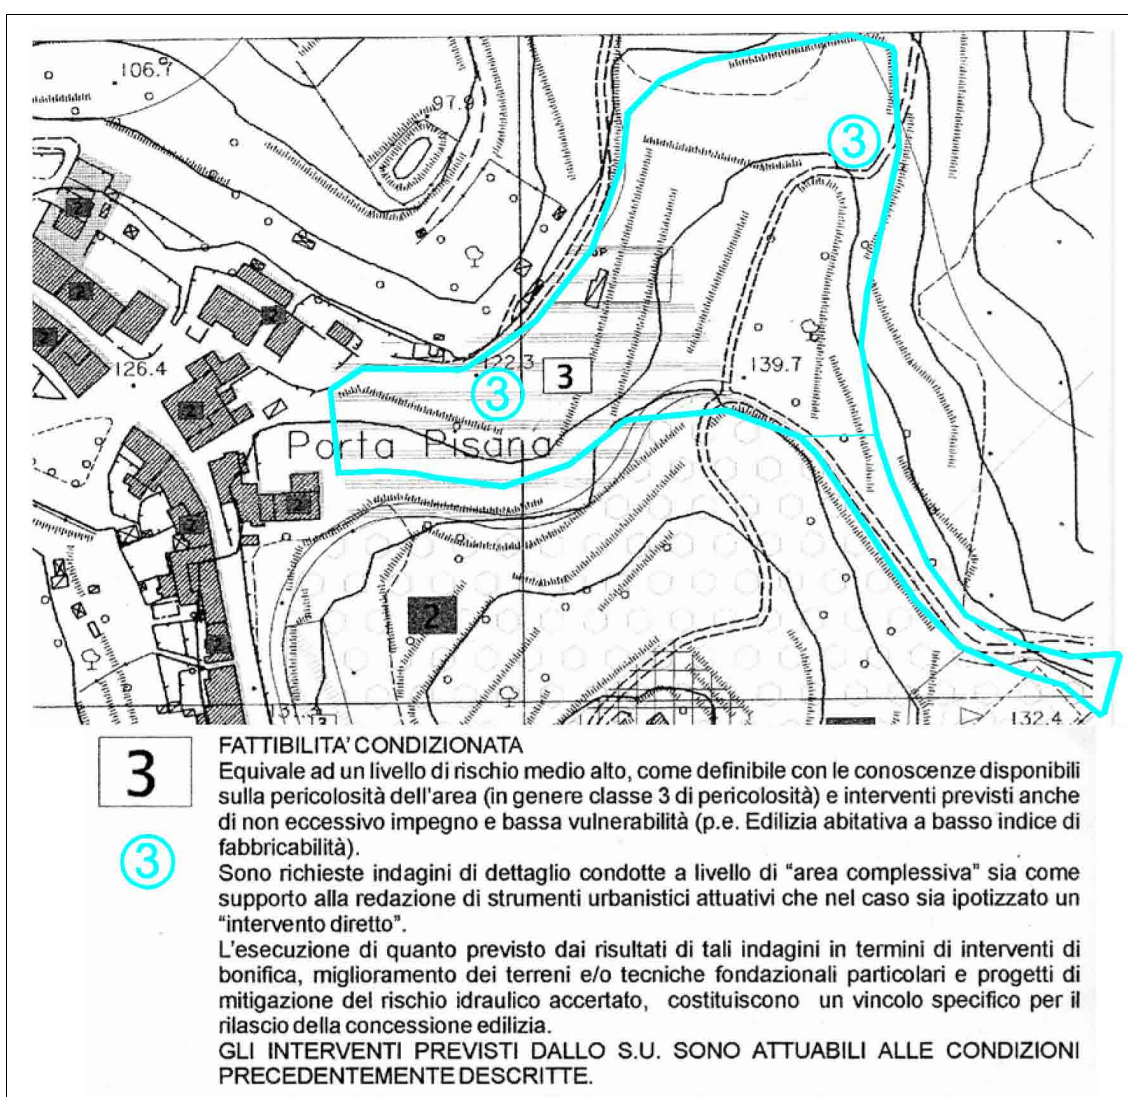 106.7
97.9
3
2
UP
2
2
2
126.4
122.3
3
3
139.7
2
Porta Pisana
2
2
2
2
132.4
3
FATTIBILITA' CONDIZIONATA
Equivale ad un livello di rischio medio alto, come definibile con le conoscenze disponibili
sulla pericolosità dell'area (in genere classe 3 di pericolosità) e interventi previsti anche
di non eccessivo impegno e bassa vulnerabilità (p.e. Edilizia abitativa a basso indice di
fabbricabilità).
3
Sono richieste indagini di dettaglio condotte a livello di “area complessiva” sia come
supporto alla redazione di strumenti urbanistici attuativi che nel caso sia ipotizzato un
“intervento diretto”.
L'esecuzione di quanto previsto dai risultati di tali indagini in termini di interventi di
bonifica, miglioramento dei terreni e/o tecniche fondazionali particolari e progetti di
mitigazione del rischio idraulico accertato, costituiscono un vincolo specifico per il
rilascio della concessione edilizia.
GLI INTERVENTI PREVISTI DALLO S.U. SONO ATTUABILI ALLE CONDIZIONI
PRECEDENTEMENTE DESCRITTE.